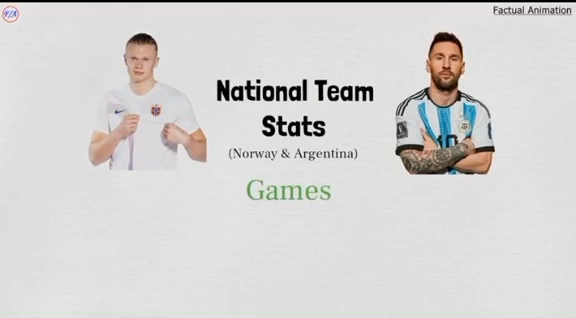 Factual Animation
National Team
Stats
(Norway & Argentina)
Games